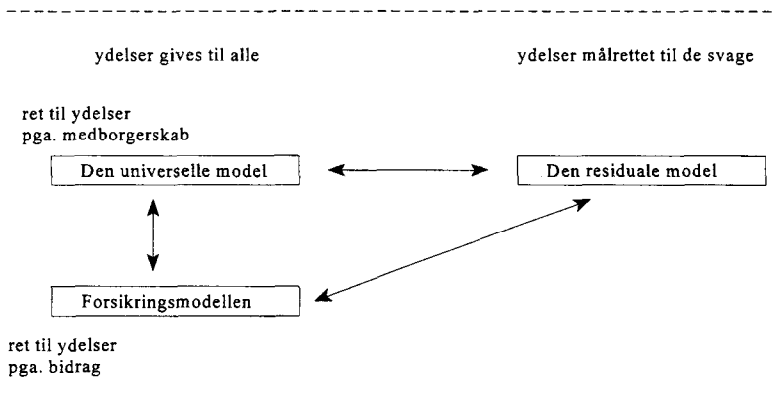 ydelser gives til alle
ydelser målrettet til de svage
ret til ydelser
pga. medborgerskab
Den universelle model
Den residuale model
Forsikringsmodellen
ret til ydelser
pga. bidrag